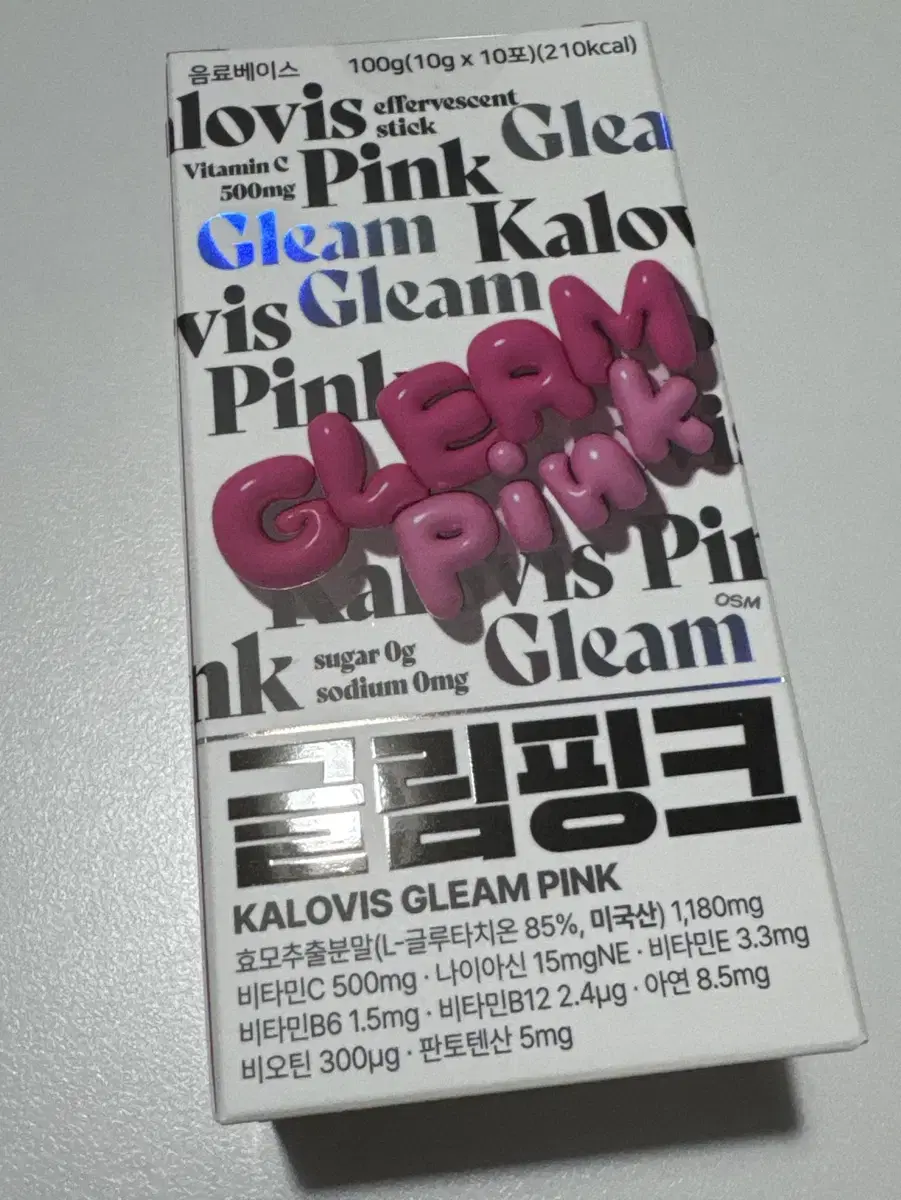 음료베이스 100g(10g x 10포)(210kcal)
lovis effervescent stick Glea
Vitamin C 500mg Pink
Gleam Kalov
vis Gleam
Pink
GLEAM
Pink
Kalovis Pin
OSM
nk sugar 0g sodium 0mg Gleam
글림핑크
KALOVIS GLEAM PINK
효모추출분말(L-글루타치온 85%, 미국산) 1,180mg
비타민C 500mg · 나이아신 15mgNE · 비타민E 3.3mg
비타민B6 1.5mg · 비타민B12 2.4μg · 아연 8.5mg
비오틴 300μg · 판토텐산 5mg